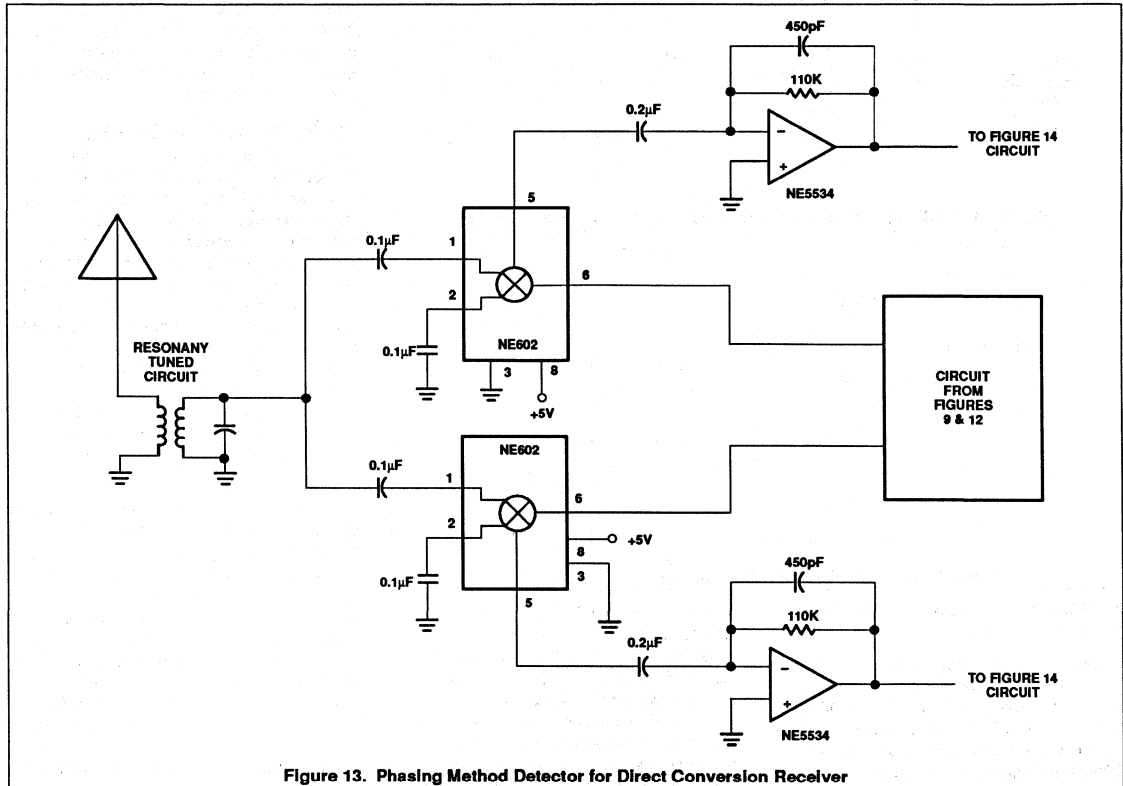 450pF
110K
0.2µF
TO FIGURE 14
CIRCUIT
−
+
NE5534
5
0.1µF
1
6
2
NE602
0.1µF
3
8
+5V
RESONANY
TUNED
CIRCUIT
CIRCUIT
FROM
FIGURES
9 & 12
NE602
0.1µF
1
6
2
+5V
8
0.1µF
3
5
450pF
110K
0.2µF
−
+
TO FIGURE 14
CIRCUIT
NE5534
Figure 13. Phasing Method Detector for Direct Conversion Receiver